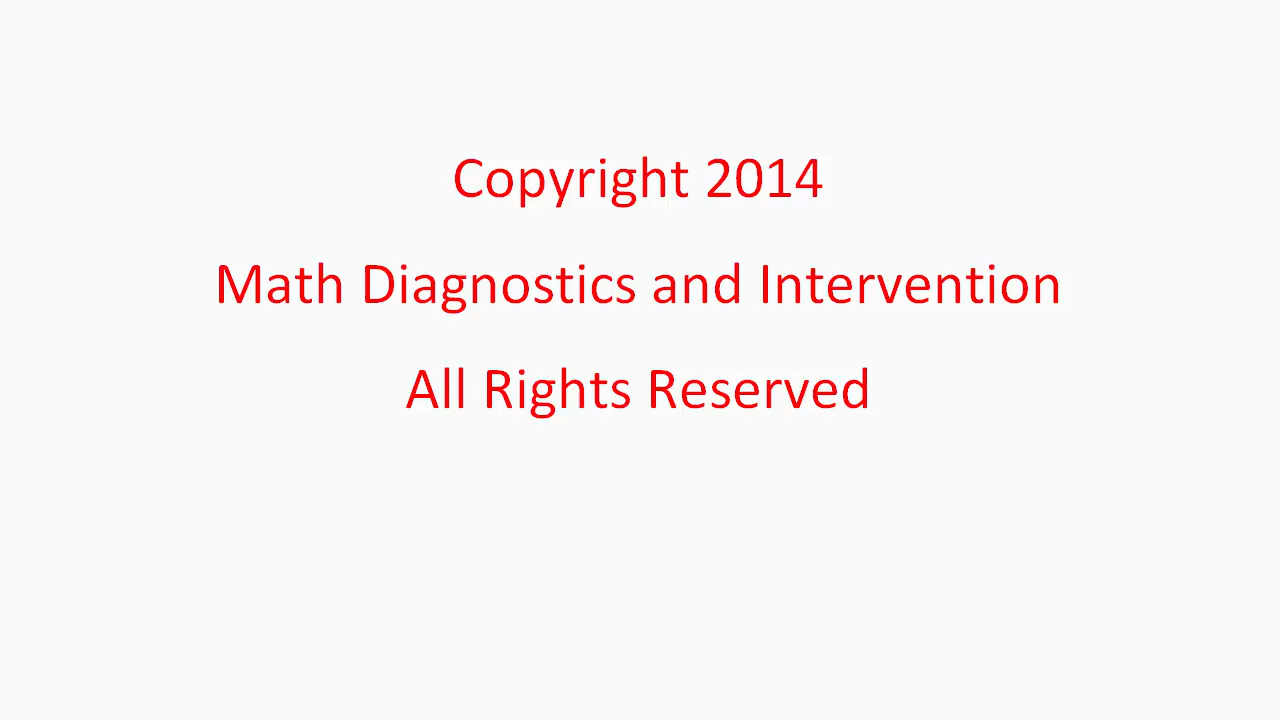 Copyright 2014
Math Diagnostics and Intervention
All Rights Reserved